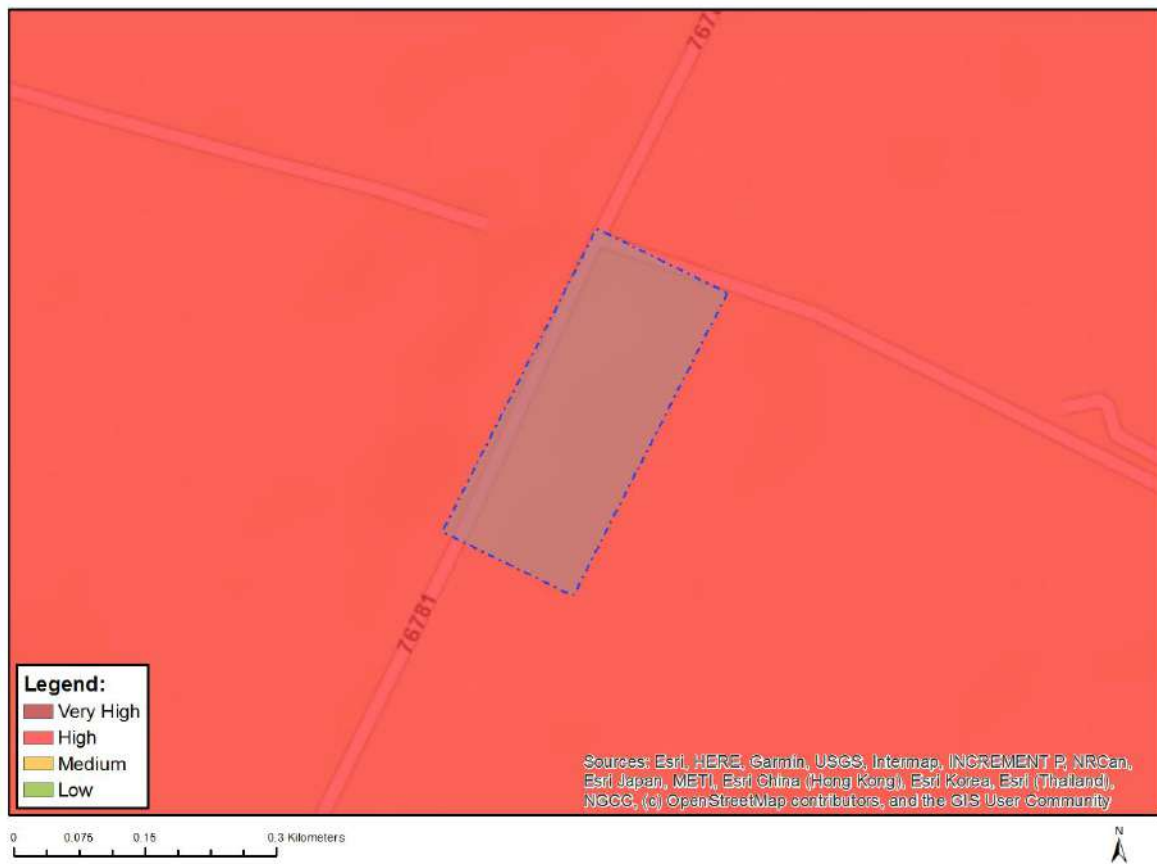 767
76781
Legend:
Very High
High
Medium
Low
Sources: Esri, HERE, Garmin, USGS, Intermap, INCREMENT P, NRCan,
Esri Japan, METI, Esri China (Hong Kong), Esri Korea, Esri (Thailand),
NGCC, (c) OpenStreetMap contributors, and the GIS User Community
0 0.075 0.15 0.3 Kilometers
N